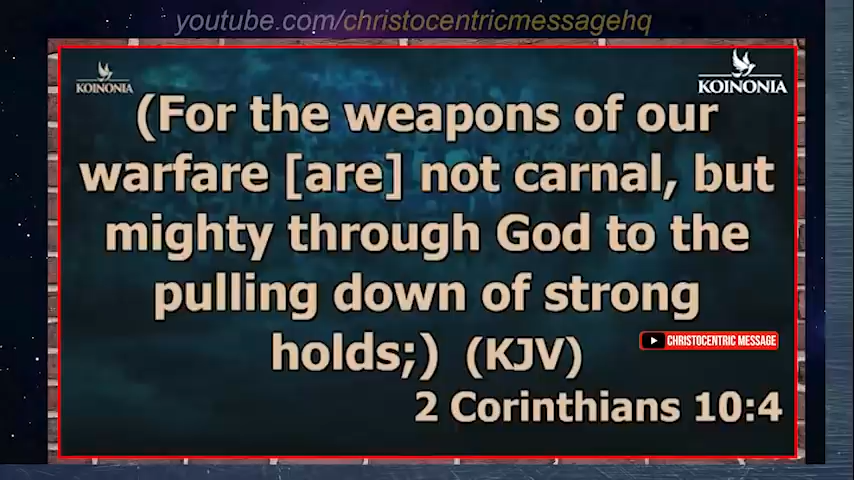 youtube.com/christocentricmessagehq
KOINONIA
KOINONIA
(For the weapons of our
warfare [are] not carnal, but
mighty through God to the
pulling down of strong
holds;) (KJV)
CHRISTOCENTRIC MESSAGE
2 Corinthians 10:4